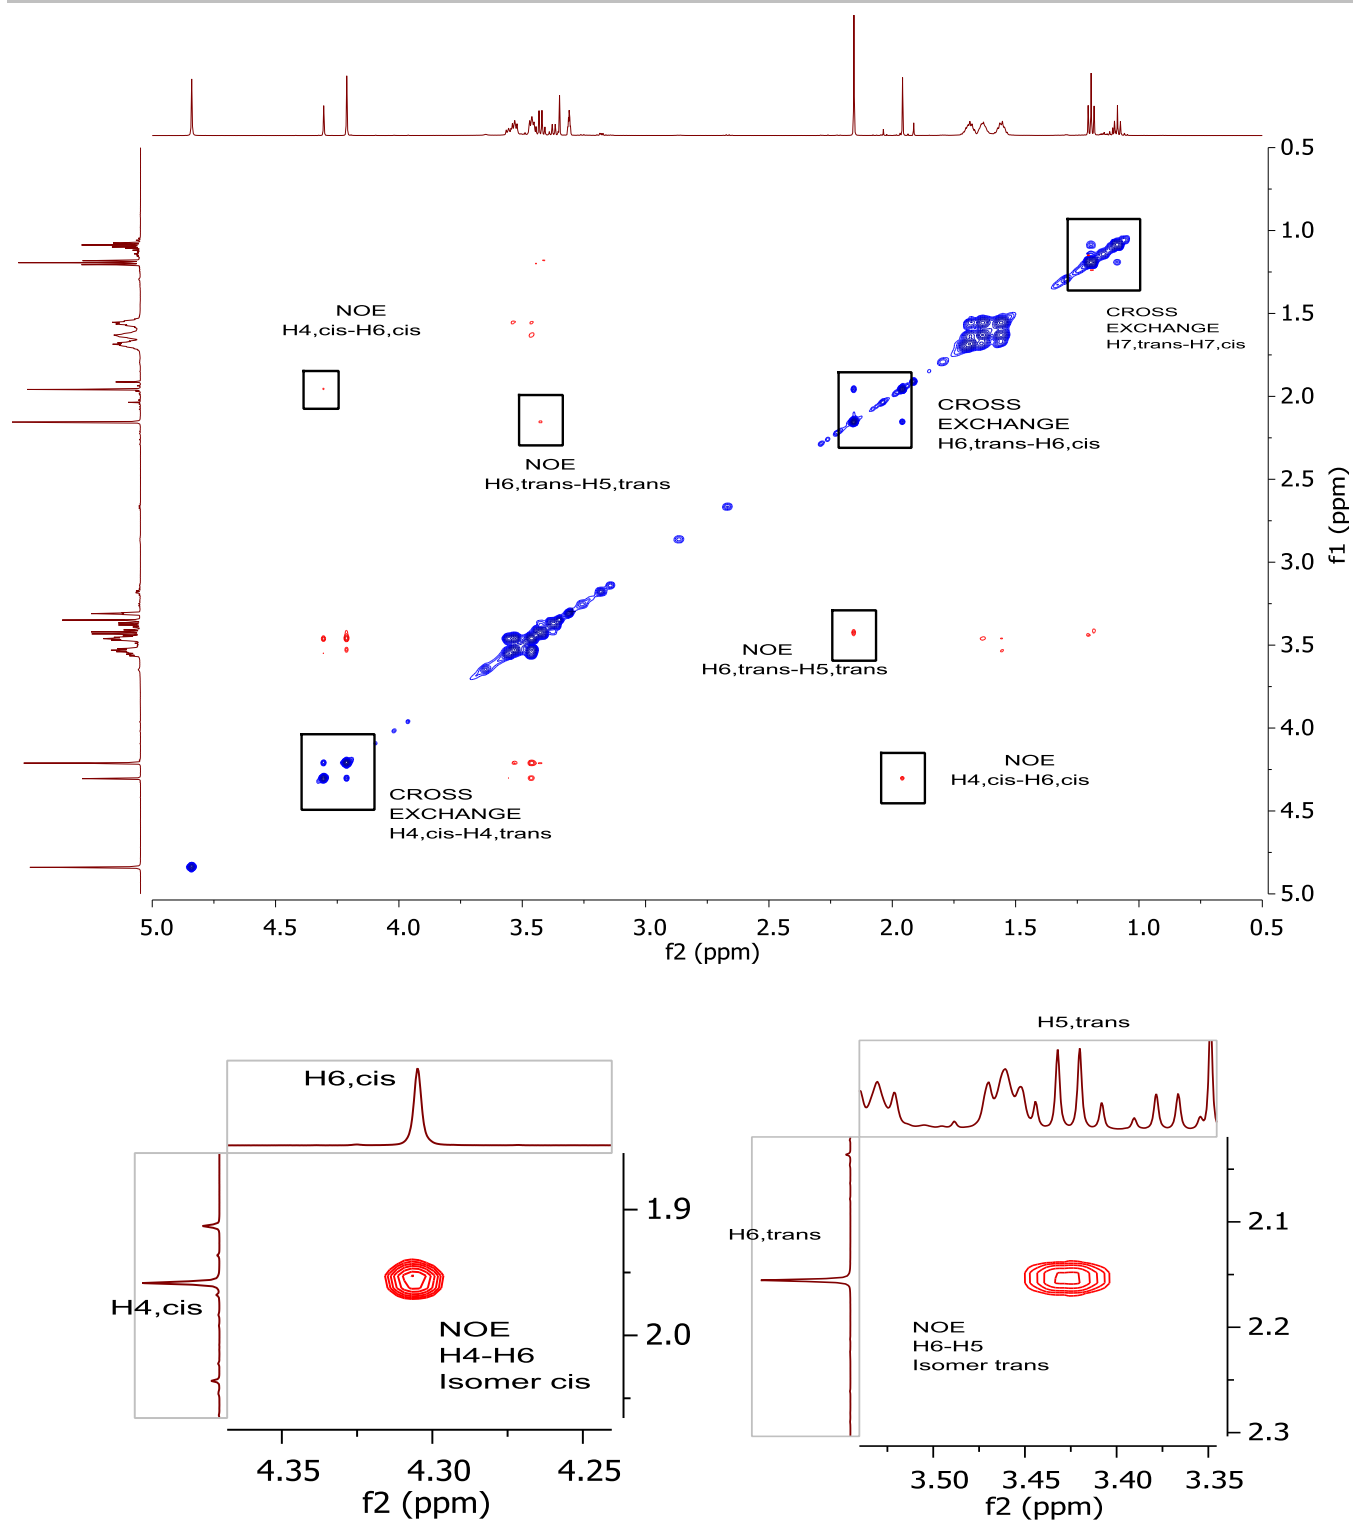 0.5
1.0
NOE
H4,cis-H6,cis
CROSS
EXCHANGE
H7,trans-H7,cis
1.5
2.0
CROSS
EXCHANGE
H6,trans-H6,cis
NOE
H6,trans-H5,trans
2.5
f1 (ppm)
3.0
3.5
NOE
H6,trans-H5,trans
4.0
NOE
H4,cis-H6,cis
CROSS
EXCHANGE
H4,cis-H4,trans
4.5
5.0
5.0 4.5 4.0 3.5 3.0 2.5 2.0 1.5 1.0 0.5
f2 (ppm)
H6,cis
H4,cis
1.9
2.0
NOE
H4-H6
Isomer cis
4.35 4.30 4.25
f2 (ppm)
H5,trans
H6,trans
2.1
2.2
2.3
NOE
H6-H5
Isomer trans
3.50 3.45 3.40 3.35
f2 (ppm)